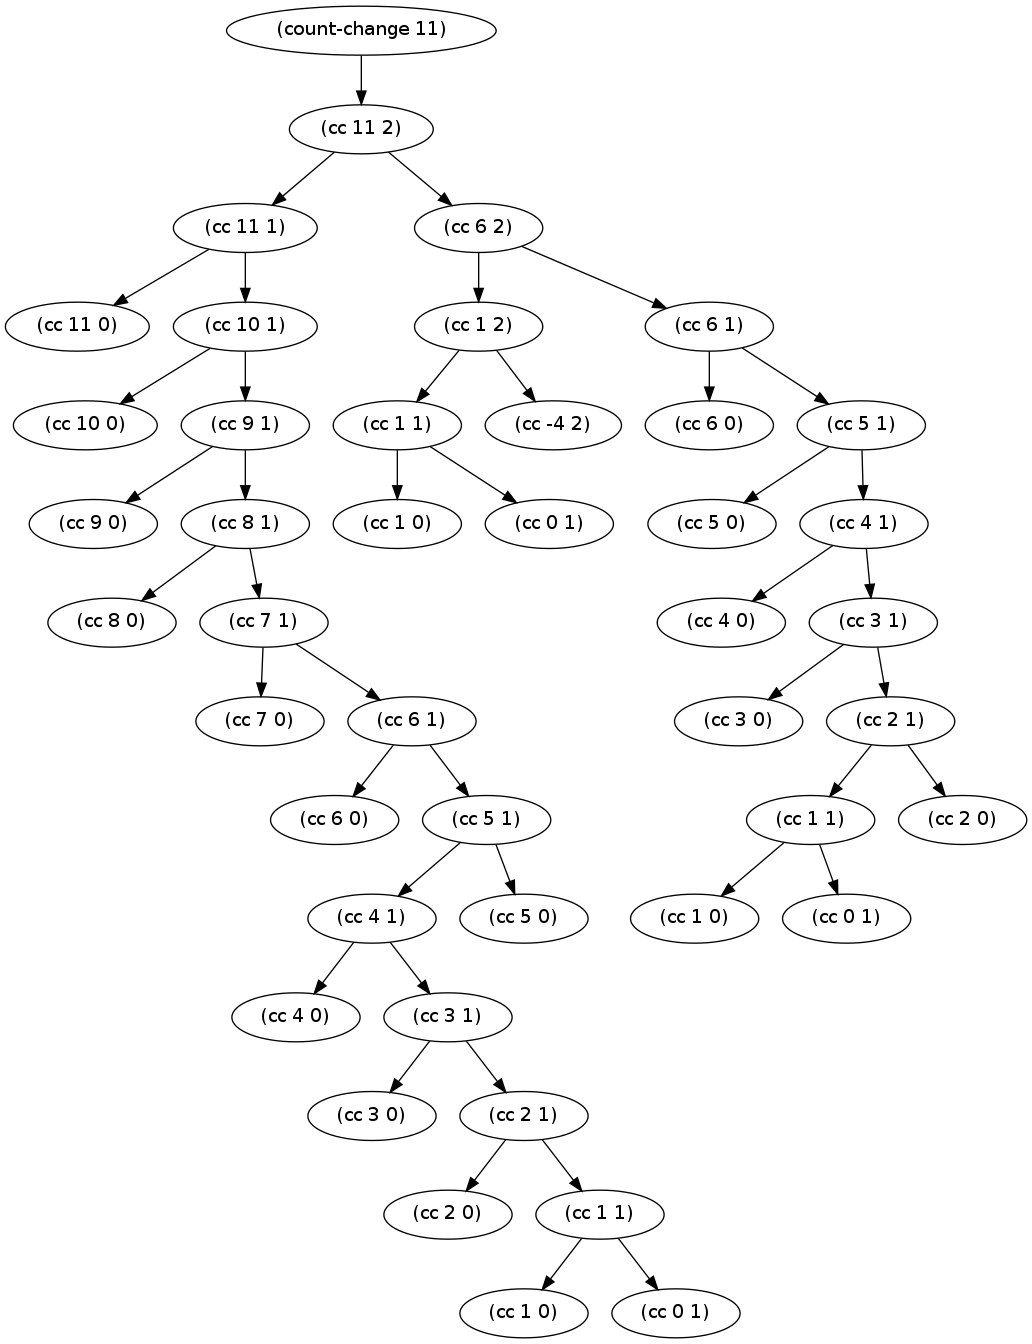 (count-change 11)
(cc 11 2)
(cc 11 1)
(cc 6 2)
(cc 11 0)
(cc 10 1)
(cc 1 2)
(cc 6 1)
(cc 10 0)
(cc 9 1)
(cc 1 1)
(cc -4 2)
(cc 6 0)
(cc 5 1)
(cc 9 0)
(cc 8 1)
(cc 1 0)
(cc 0 1)
(cc 5 0)
(cc 4 1)
(cc 8 0)
(cc 7 1)
(cc 4 0)
(cc 3 1)
(cc 7 0)
(cc 6 1)
(cc 3 0)
(cc 2 1)
(cc 6 0)
(cc 5 1)
(cc 1 1)
(cc 2 0)
(cc 4 1)
(cc 5 0)
(cc 1 0)
(cc 0 1)
(cc 4 0)
(cc 3 1)
(cc 3 0)
(cc 2 1)
(cc 2 0)
(cc 1 1)
(cc 1 0)
(cc 0 1)